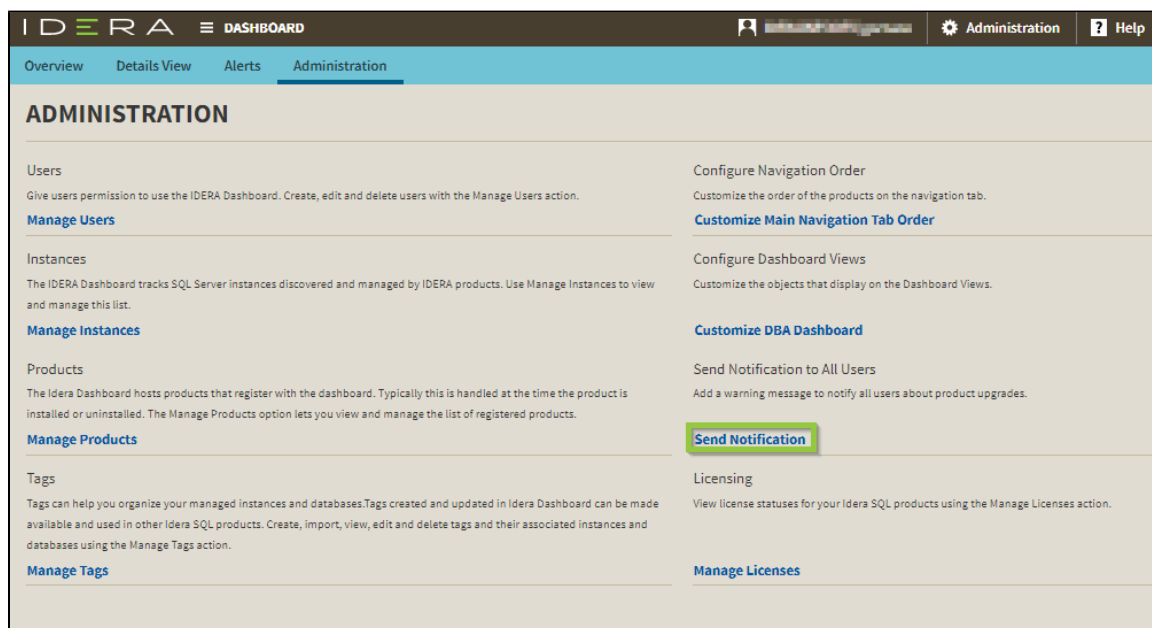 IDERA DASHBOARD Administration ? Help
Overview Details View Alerts Administration
ADMINISTRATION
Users
Give users permission to use the IDERA Dashboard. Create, edit and delete users with the Manage Users action.
Manage Users
Instances
The IDERA Dashboard tracks SQL Server instances discovered and managed by IDERA products. Use Manage Instances to view
and manage this list.
Manage Instances
Products
The Idera Dashboard hosts products that register with the dashboard. Typically this is handled at the time the product is
installed or uninstalled. The Manage Products option lets you view and manage the list of registered products.
Manage Products
Tags
Tags can help you organize your managed instances and databases.Tags created and updated in Idera Dashboard can be made
available and used in other Idera SQL products. Create, import, view, edit and delete tags and their associated instances and
databases using the Manage Tags action.
Manage Tags
Configure Navigation Order
Customize the order of the products on the navigation tab.
Customize Main Navigation Tab Order
Configure Dashboard Views
Customize the objects that display on the Dashboard Views.
Customize DBA Dashboard
Send Notification to All Users
Add a warning message to notify all users about product upgrades.
Send Notification
Licensing
View license statuses for your Idera SQL products using the Manage Licenses action.
Manage Licenses